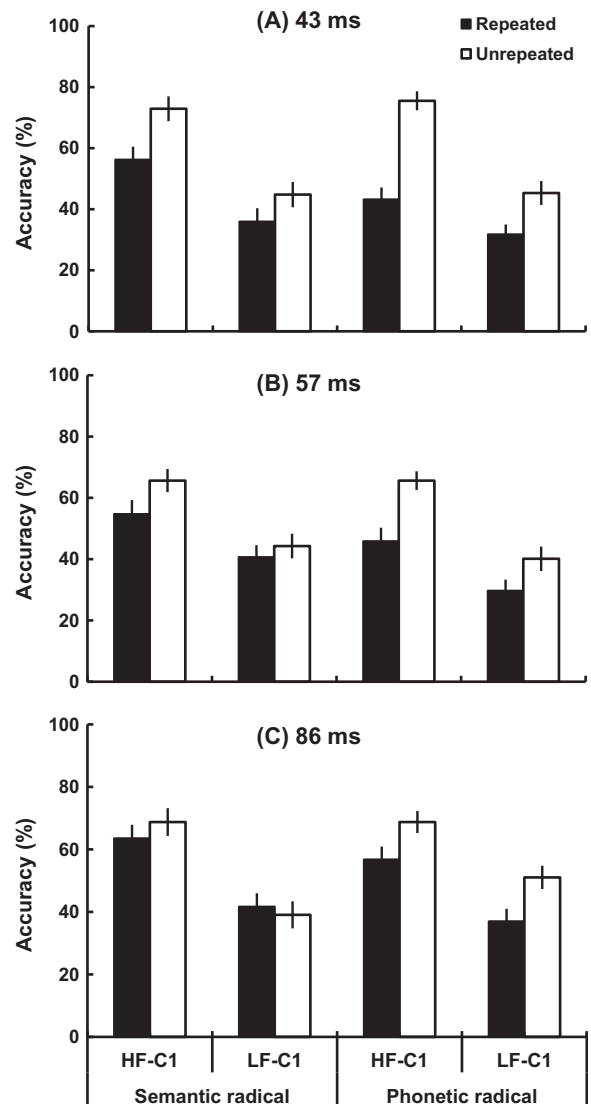 (A) 43 ms
Repeated
Unrepeated
Accuracy (%)
100
80
60
40
20
0
(B) 57 ms
Accuracy (%)
100
80
60
40
20
0
(C) 86 ms
Accuracy (%)
100
80
60
40
20
0
HF-C1 LF-C1 HF-C1 LF-C1
Semantic radical Phonetic radical